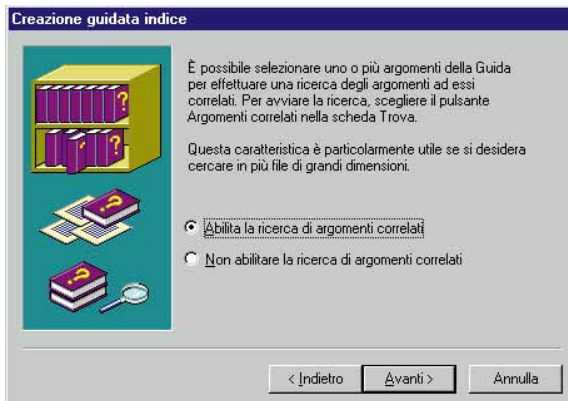 Creazione guidata indice
È possibile selezionare uno o più argomenti della Guida
per effettuare una ricerca degli argomenti ad essi
correlati. Per avviare la ricerca, scegliere il pulsante
Argomenti correlati nella scheda Trova.
Questa caratteristica è particolarmente utile se si desidera
cercare in più file di grandi dimensioni.
Abilita la ricerca di argomenti correlati
Non abilitare la ricerca di argomenti correlati
< Indietro
Avanti >
Annulla